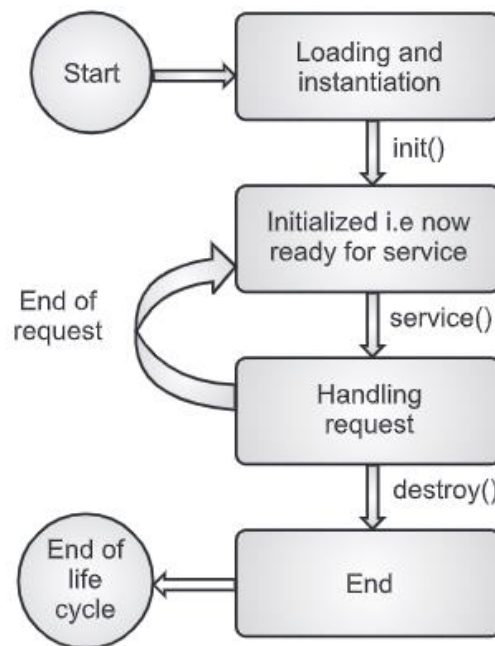 Start
Loading and
instantiation
init()
Initialized i.e now
ready for service
End of
request
service()
Handling
request
destroy()
End of
life
cycle
End